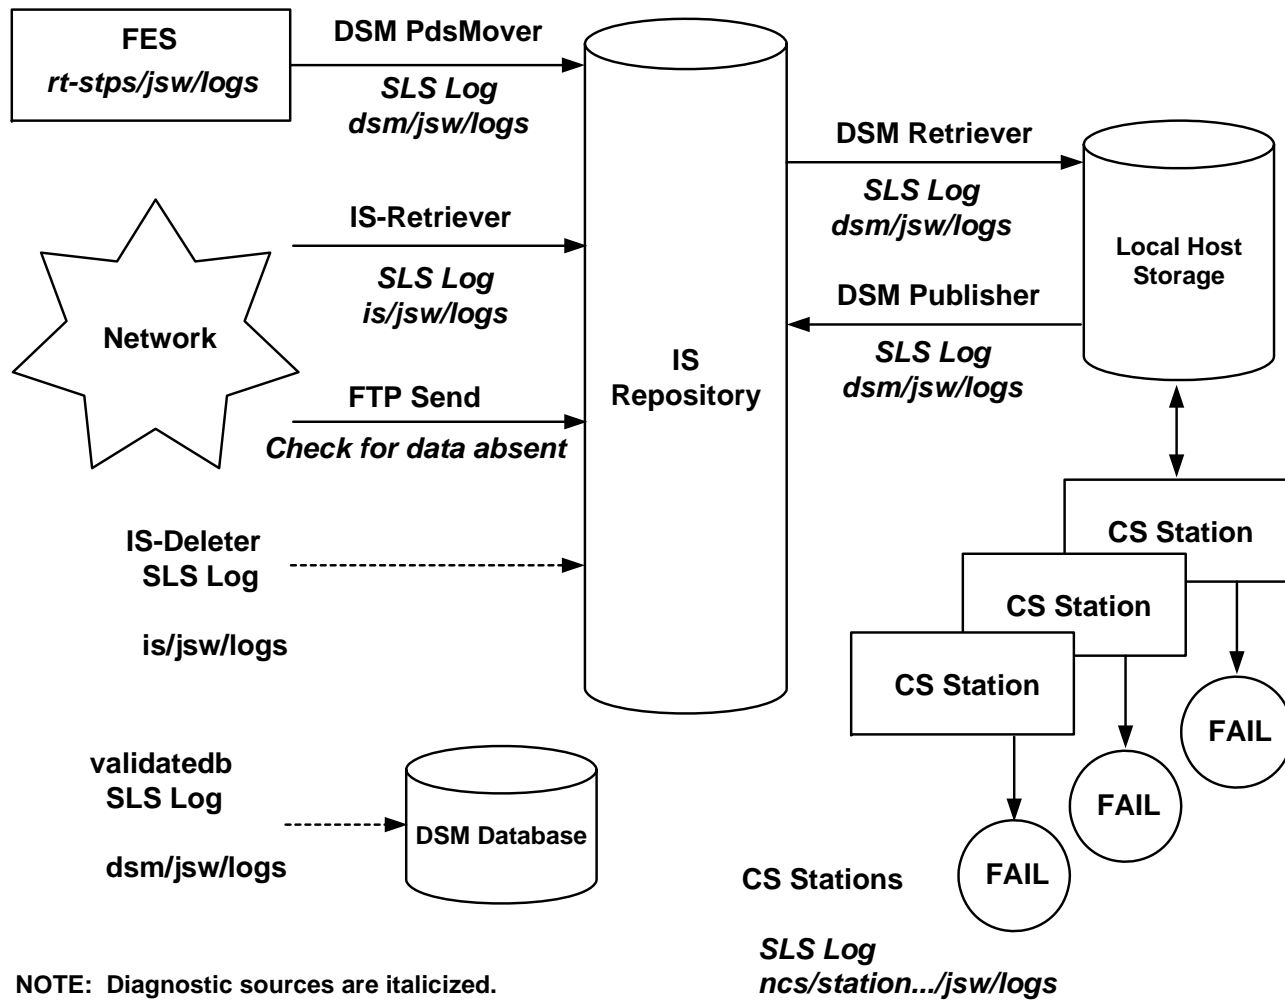 FES
rt-stps/jsw/logs
DSM PdsMover
SLS Log
dsm/jsw/logs
DSM Retriever
SLS Log
dsm/jsw/logs
Local Host
Storage
Network
IS-Retriever
SLS Log
is/jsw/logs
DSM Publisher
SLS Log
dsm/jsw/logs
IS
Repository
FTP Send
Check for data absent
IS-Deleter
SLS Log
is/jsw/logs
CS Station
CS Station
CS Station
FAIL
FAIL
FAIL
validatedb
SLS Log
dsm/jsw/logs
DSM Database
CS Stations
SLS Log
ncs/station.../jsw/logs
NOTE:  Diagnostic sources are italicized.